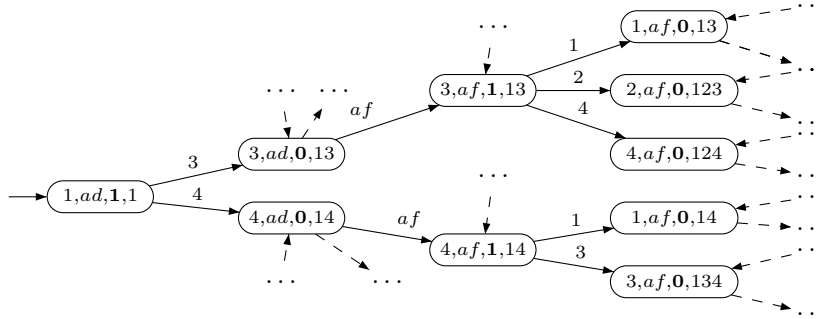 1,af,0,13
1
3,af,1,13
2
2,af,0,123
af
4
3
3,ad,0,13
4,af,0,124
1,ad,1,1
4
4,ad,0,14
af
1
1,af,0,14
4,af,1,14
3
3,af,0,134